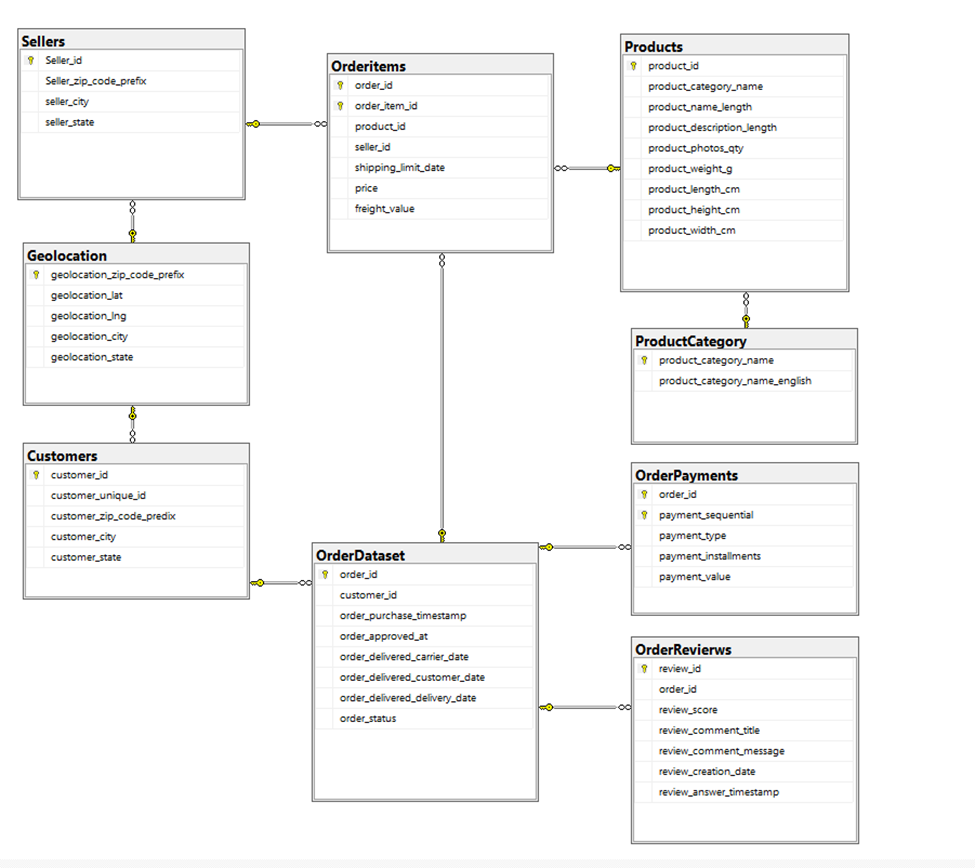 Sellers
Seller_id
Seller_zip_code_prefix
seller_city
seller_state
Orderitems
order_id
order_item_id
product_id
seller_id
shipping_limit_date
price
freight_value
Products
product_id
product_category_name
product_name_length
product_description_length
product_photos_qty
product_weight_g
product_length_cm
product_height_cm
product_width_cm
Geolocation
geolocation_zip_code_prefix
geolocation_lat
geolocation_lng
geolocation_city
geolocation_state
ProductCategory
product_category_name
product_category_name_english
Customers
customer_id
customer_unique_id
customer_zip_code_predix
customer_city
customer_state
OrderPayments
order_id
payment_sequential
payment_type
payment_installments
payment_value
OrderDataset
order_id
customer_id
order_purchase_timestamp
order_approved_at
order_delivered_carrier_date
order_delivered_customer_date
order_delivered_delivery_date
order_status
OrderRevierws
review_id
order_id
review_score
review_comment_title
review_comment_message
review_creation_date
review_answer_timestamp